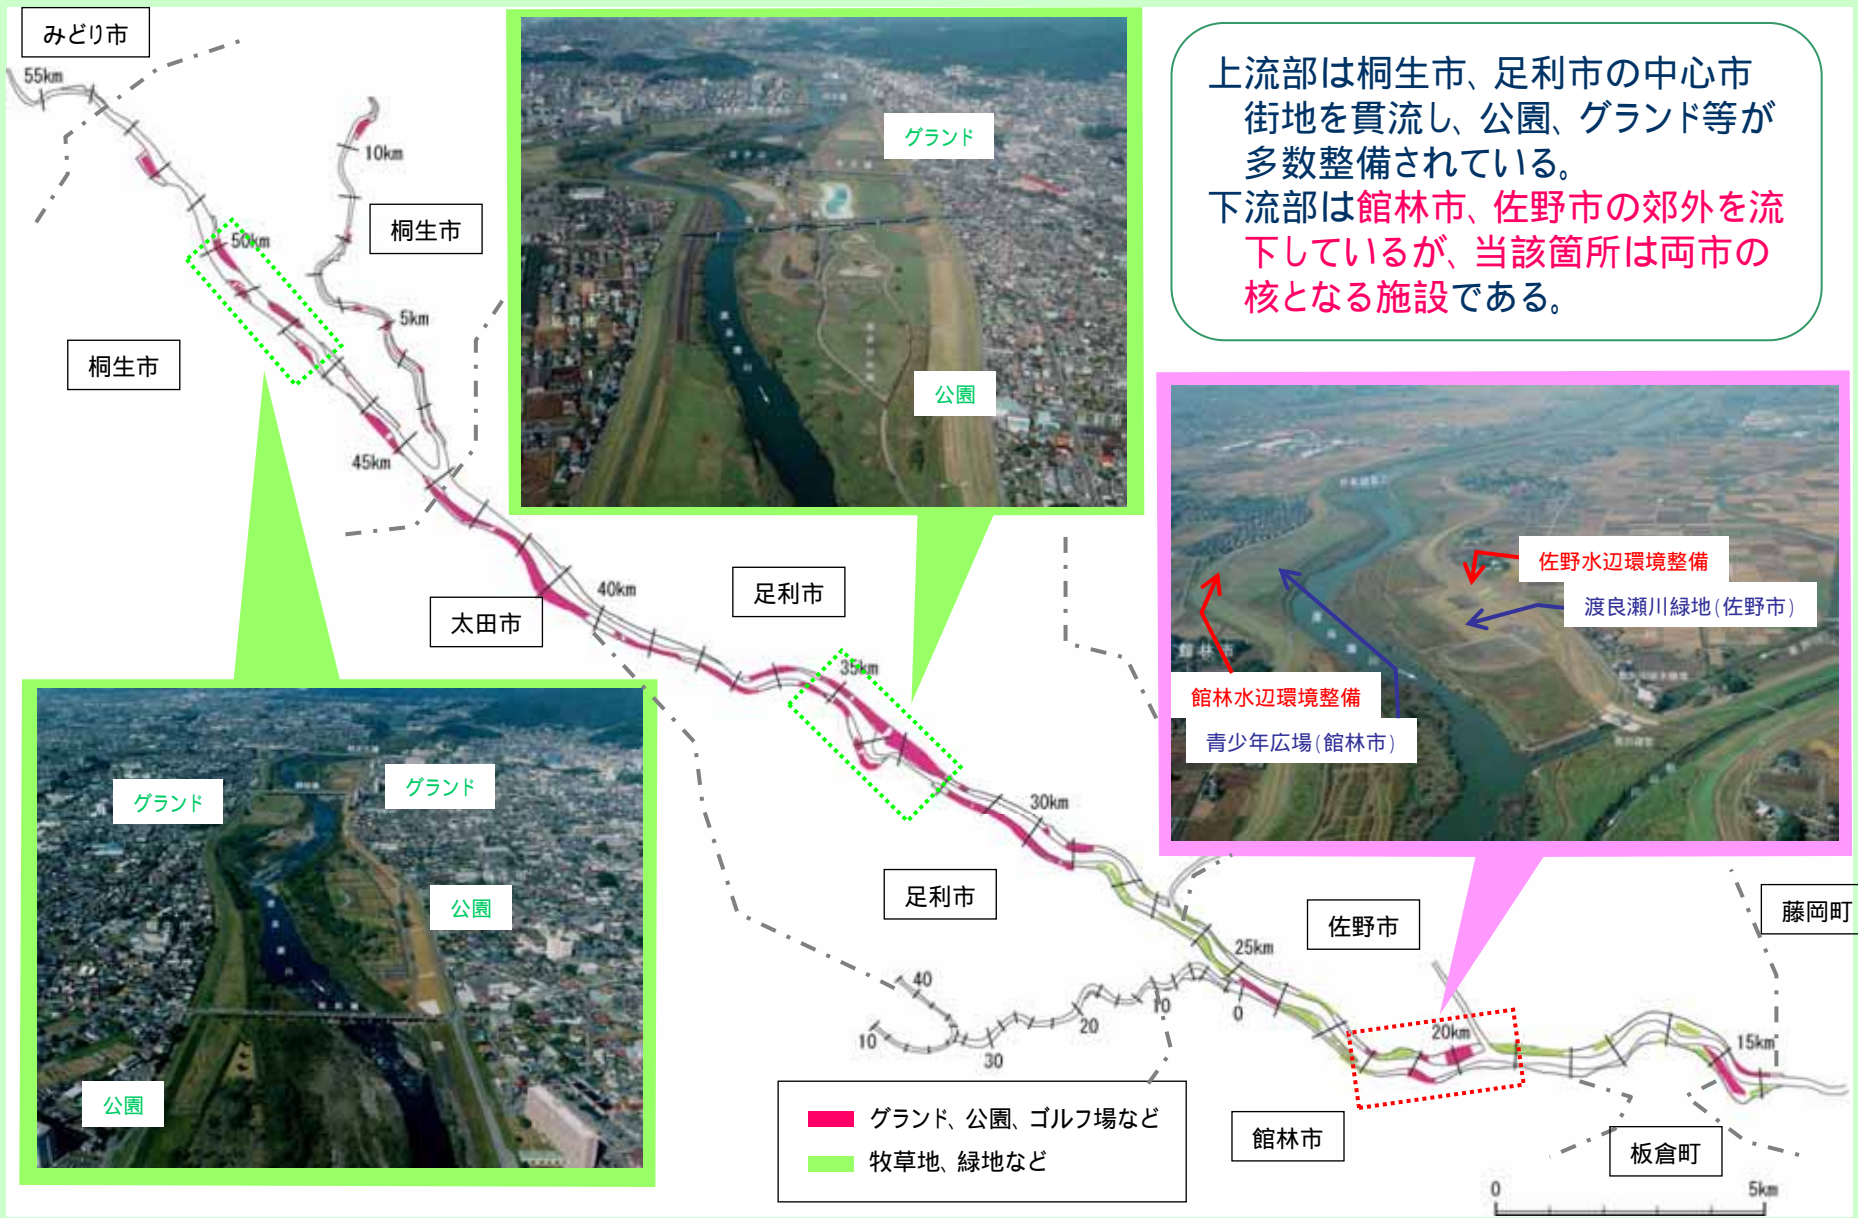 みどり市
55km
10km
桐生市
50km
5km
桐生市
45km
グランド
公園
上流部は桐生市、足利市の中心市
街地を貫流し、公園、グランド等が
多数整備されている。
下流部は館林市、佐野市の郊外を流
下しているが、当該箇所は両市の
核となる施設である。
佐野水辺環境整備
渡良瀬川緑地(佐野市)
館林市
館林水辺環境整備
青少年広場(館林市)
40km
足利市
太田市
35km
グランド
グランド
公園
公園
30km
足利市
佐野市
藤岡町
25km
40
10
20
30
10
0
20km
15km
グランド、公園、ゴルフ場など
牧草地、緑地など
館林市
板倉町
0
5km